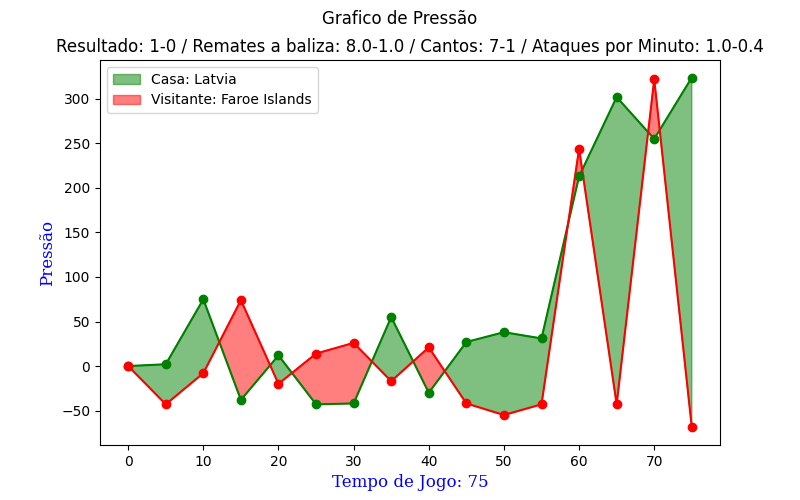 Grafico de Pressão
Resultado: 1-0 / Remates a baliza: 8.0-1.0 / Cantos: 7-1 / Ataques por Minuto: 1.0-0.4
Casa: Latvia
Visitante: Faroe Islands
Pressão
300
250
200
150
100
50
0
−50
0 10 20 30 40 50 60 70
Tempo de Jogo: 75